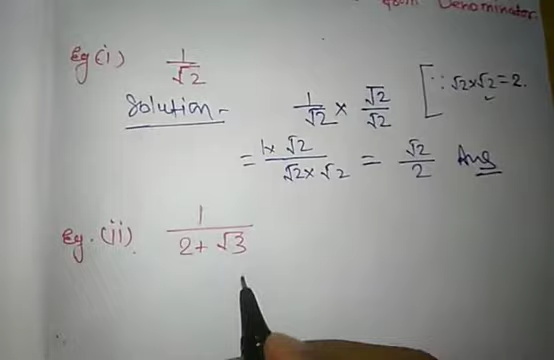 from Denominator.
Eg (i) 1/√2
Solution - 1/√2 × √2/√2 [∵ √2×√2=2.
= 1×√2/√2×√2 = √2/2 Ans
Eg. (ii) 1/2+√3